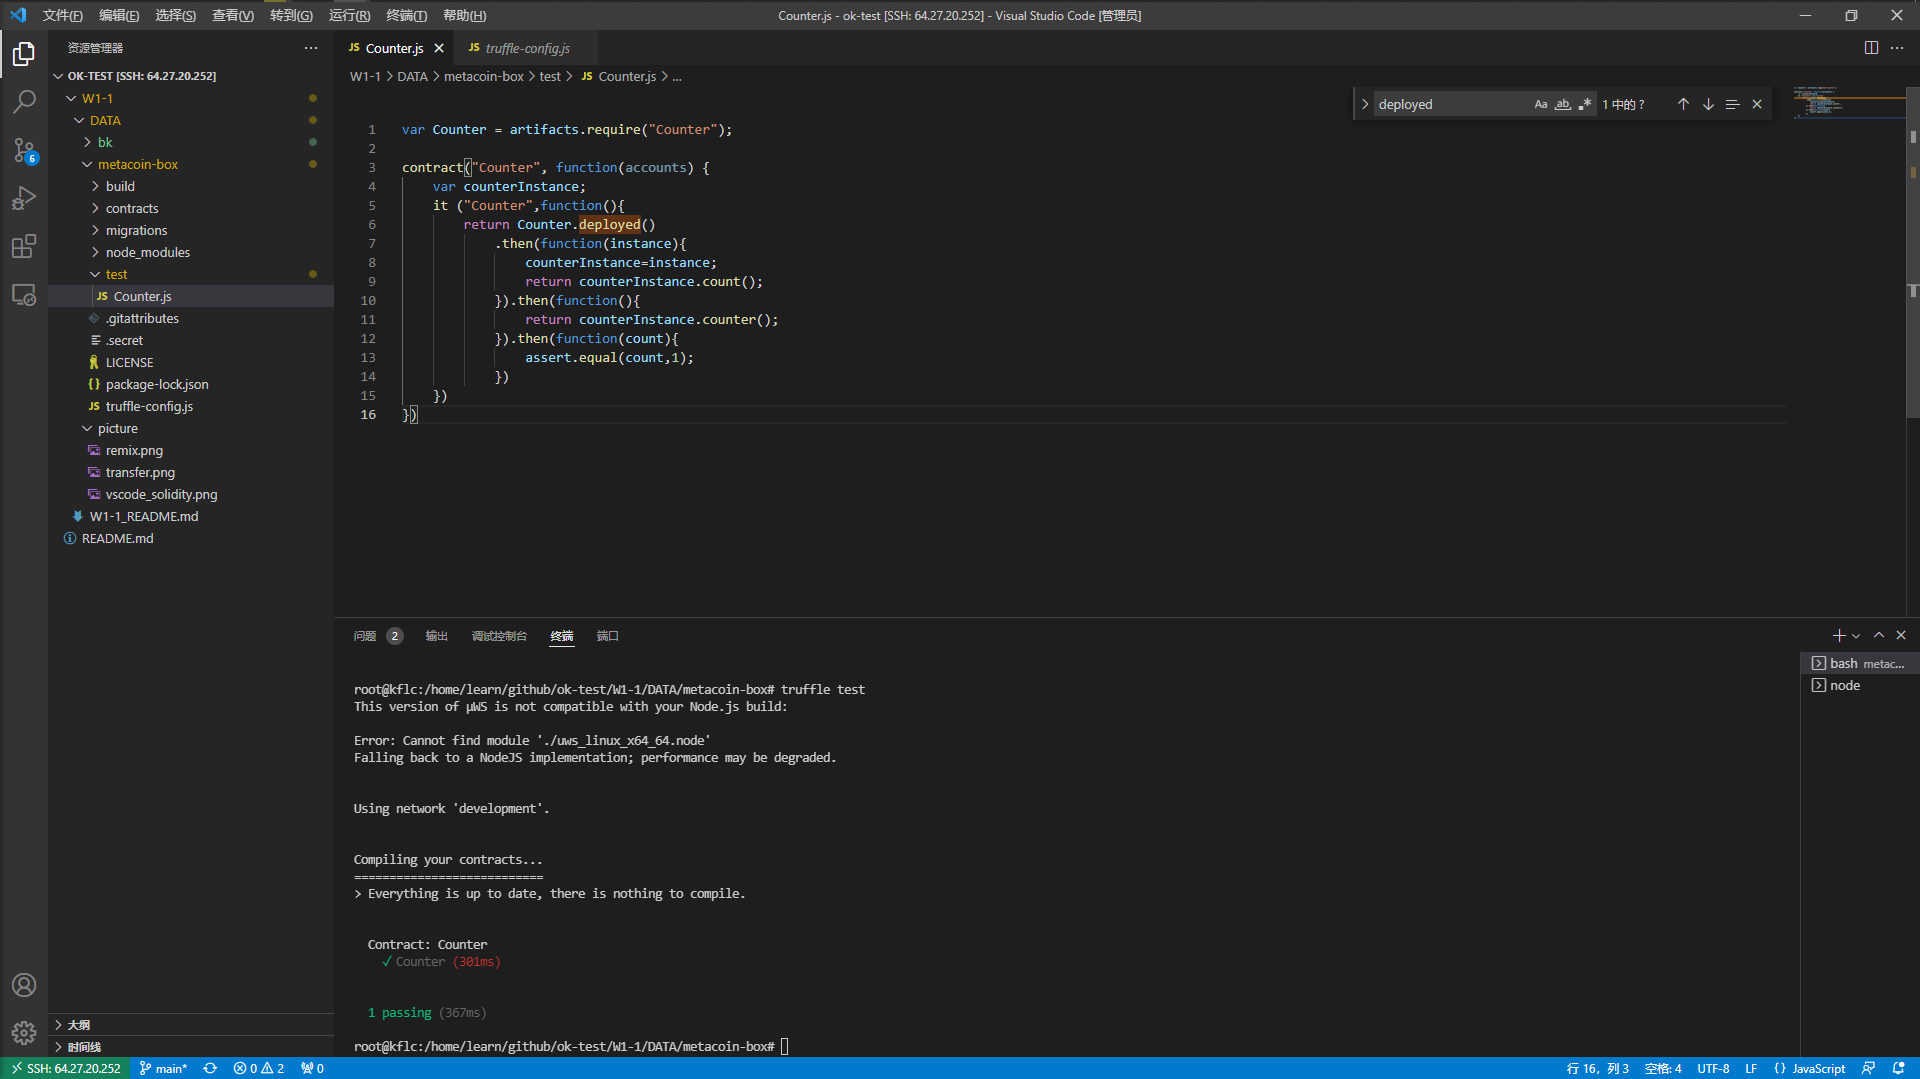 文件(F) 编辑(E) 选择(S) 查看(V) 转到(G) 运行(R) 终端(T) 帮助(H)
Counter.js - ok-test [SSH: 64.27.20.252] - Visual Studio Code [管理员]
资源管理器
OK-TEST [SSH: 64.27.20.252]
W1-1
DATA
bk
metacoin-box
build
contracts
migrations
node_modules
test
JS Counter.js
.gitattributes
.secret
LICENSE
{} package-lock.json
JS truffle-config.js
picture
remix.png
transfer.png
vscode_solidity.png
W1-1_README.md
README.md
大纲
时间线
6
JS Counter.js
JS truffle-config.js
W1-1 > DATA > metacoin-box > test > JS Counter.js > ...
deployed Aa ab .* 1 中的 ?
1 var Counter = artifacts.require("Counter");
2
3 contract("Counter", function(accounts) {
4 var counterInstance;
5 it ("Counter",function(){
6 return Counter.deployed()
7 .then(function(instance){
8 counterInstance=instance;
9 return counterInstance.count();
10 }).then(function(){
11 return counterInstance.counter();
12 }).then(function(count){
13 assert.equal(count,1);
14 })
15 })
16 })
问题 2 输出 调试控制台 终端 端口
root@kflc:/home/learn/github/ok-test/W1-1/DATA/metacoin-box# truffle test
This version of µWS is not compatible with your Node.js build:
Error: Cannot find module './uws_linux_x64_64.node'
Falling back to a NodeJS implementation; performance may be degraded.
Using network 'development'.
Compiling your contracts...
===========================
> Everything is up to date, there is nothing to compile.
Contract: Counter
✓ Counter (301ms)
1 passing (367ms)
root@kflc:/home/learn/github/ok-test/W1-1/DATA/metacoin-box#
bash metac...
node
SSH: 64.27.20.252 main* 0 2 0
行 16，列 3 空格: 4 UTF-8 LF {} JavaScript